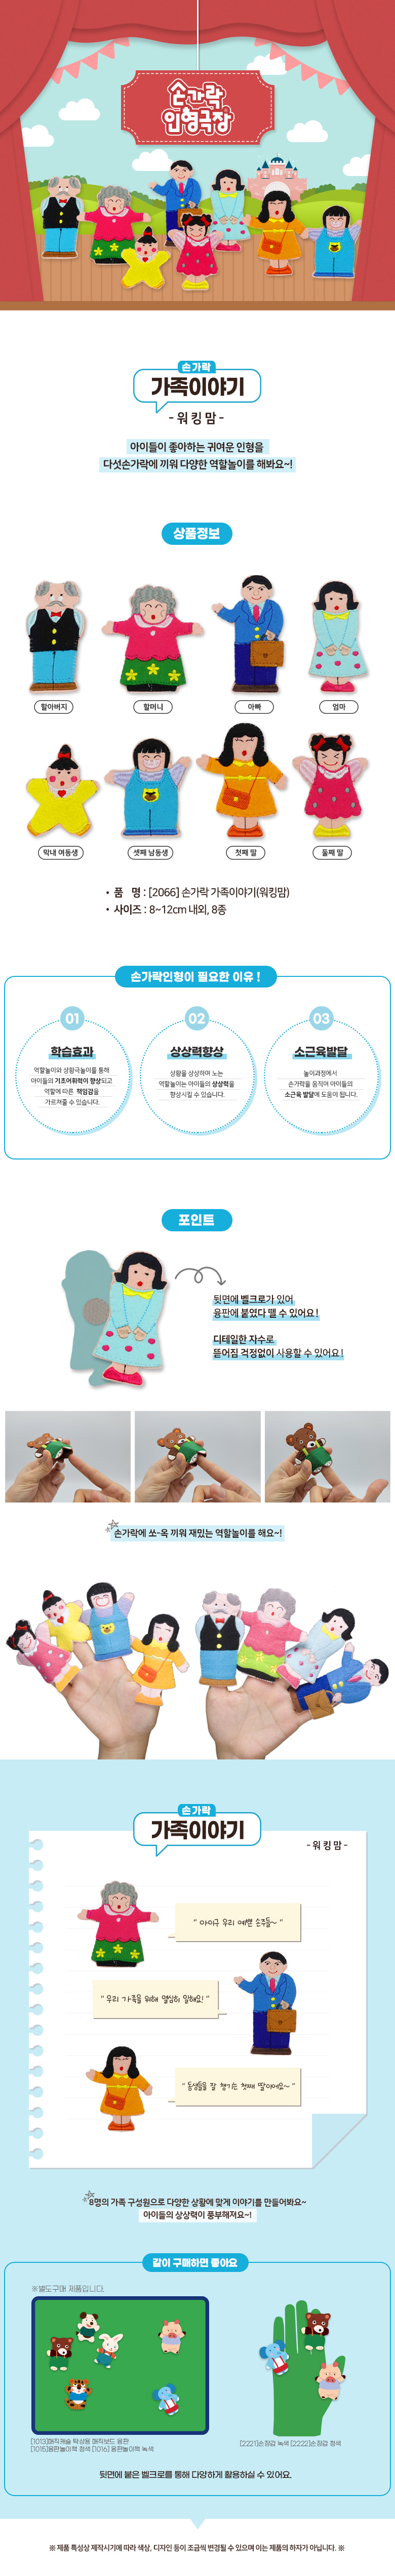 손가락
인형극장
손가락
가족이야기
- 워킹맘 -
아이들이 좋아하는 귀여운 인형을
다섯손가락에 끼워 다양한 역할놀이를 해봐요~!
상품정보
할아버지
할머니
아빠
엄마
막내 여동생
셋째 남동생
첫째 딸
둘째 딸
• 품 명 : [2066] 손가락 가족이야기(워킹맘)
• 사이즈 : 8~12cm 내외, 8종
손가락인형이 필요한 이유 !
01
학습효과
역할놀이와 상황극놀이를 통해
아이들의 기초어휘력이 향상되고
역할에 따른 책임감을
가르쳐줄 수 있습니다.
02
상상력향상
상황을 상상하며 노는
역할놀이는 아이들의 상상력을
향상시킬 수 있습니다.
03
소근육발달
놀이과정에서
손가락을 움직여 아이들의
소근육 발달에 도움이 됩니다.
포인트
뒷면에 벨크로가 있어
융판에 붙였다 뗄 수 있어요!
디테일한 자수로
뜯어짐 걱정없이 사용할 수 있어요!
손가락에 쏘-옥 끼워 재밌는 역할놀이를 해요~!
손가락
가족이야기
- 워킹맘 -
" 아이구 우리 예쁜 손주들~ "
" 우리 가족을 위해 열심히 일해요! "
" 동생들을 잘 챙기는 첫째 딸이에요~ "
8명의 가족 구성원으로 다양한 상황에 맞게 이야기를 만들어봐요~
아이들의 상상력이 풍부해져요~!
같이 구매하면 좋아요
※별도구매 제품입니다.
[1013]매직캐슬 탁상용 매직보드 융판
[1015]융판놀이책 청색 [1016] 융판놀이책 녹색
[2221]손장갑 녹색 [2222]손장갑 청색
뒷면에 붙은 벨크로를 통해 다양하게 활용하실 수 있어요.
※ 제품 특성상 제작시기에 따라 색상, 디자인 등이 조금씩 변경될 수 있으며 이는 제품의 하자가 아닙니다. ※